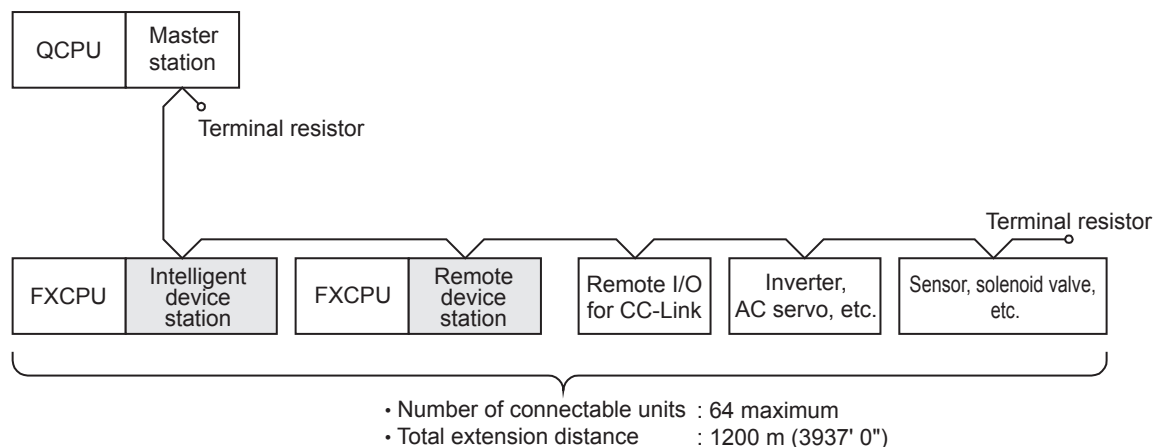 QCPU
Master
station
Terminal resistor
Terminal resistor
FXCPU
Intelligent
device
station
FXCPU
Remote
device
station
Remote I/O
for CC-Link
Inverter,
AC servo, etc.
Sensor, solenoid valve,
etc.
• Number of connectable units : 64 maximum
• Total extension distance : 1200 m (3937' 0")